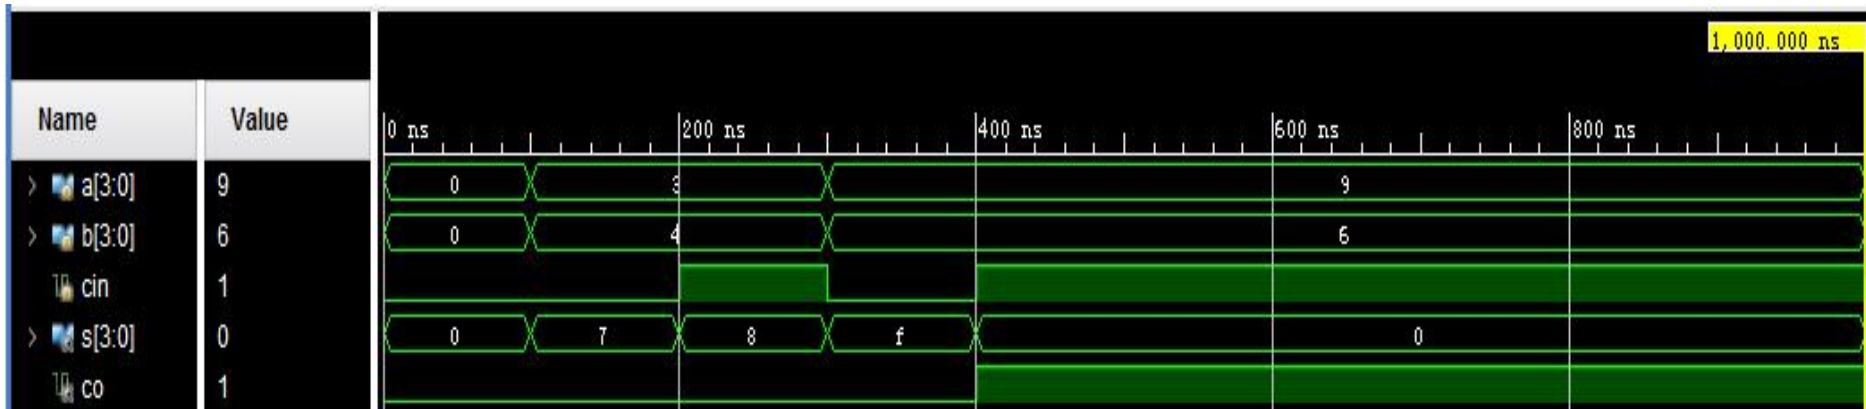 1,000.000 ns
Name Value
0 ns 200 ns 400 ns 600 ns 800 ns
a[3:0] 9 0 3 9
b[3:0] 6 0 4 6
cin 1
s[3:0] 0 0 7 8 f 0
co 1